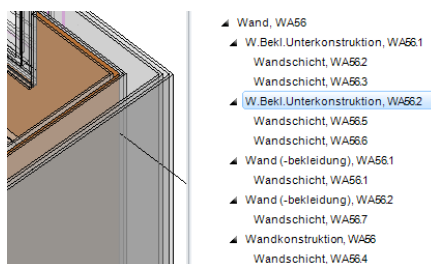 Wand, WA56
W.Bekl.Unterkonstruktion, WA56.1
Wandschicht, WA56.2
Wandschicht, WA56.3
W.Bekl.Unterkonstruktion, WA56.2
Wandschicht, WA56.5
Wandschicht, WA56.6
Wand (-bekleidung), WA56.1
Wandschicht, WA56.1
Wand (-bekleidung), WA56.2
Wandschicht, WA56.7
Wandkonstruktion, WA56
Wandschicht, WA56.4